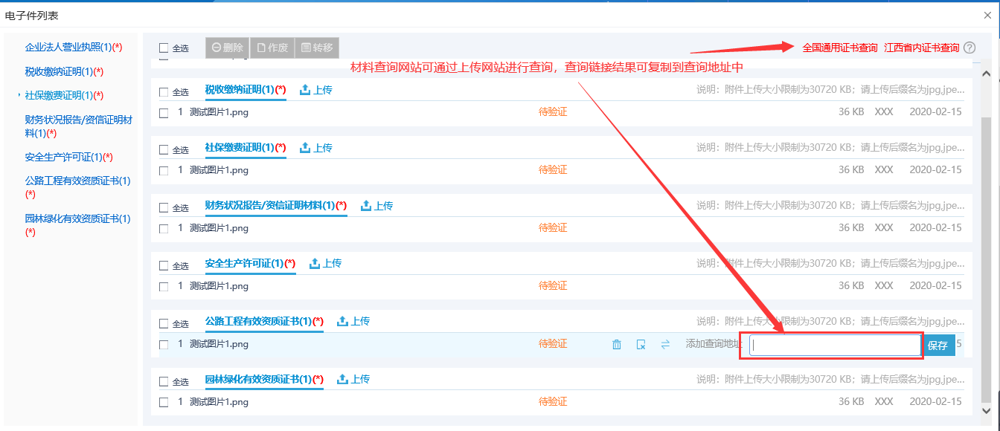 电子件列表
企业法人营业执照(1)(*)
税收缴纳证明(1)(*)
社保缴费证明(1)(*)
财务状况报告/资信证明材
料(1)(*)
安全生产许可证(1)(*)
公路工程有效资质证书(1)
(*)
园林绿化有效资质证书(1)
(*)
全选 删除 作废 转移 全国通用证书查询 江西省内证书查询
材料查询网站可通过上传网站进行查询，查询链接结果可复制到查询地址中
全选 税收缴纳证明(1)(*) 上传 说明：附件上传大小限制为30720 KB；请上传后缀名为jpg,jpe...
1 测试图片1.png 待验证 36 KB XXX 2020-02-15
全选 社保缴费证明(1)(*) 上传 说明：附件上传大小限制为30720 KB；请上传后缀名为jpg,jpe...
1 测试图片1.png 待验证 36 KB XXX 2020-02-15
全选 财务状况报告/资信证明材料(1)(*) 上传 说明：附件上传大小限制为30720 KB；请上传后缀名为jpg,jpe...
1 测试图片1.png 待验证 36 KB XXX 2020-02-15
全选 安全生产许可证(1)(*) 上传 说明：附件上传大小限制为30720 KB；请上传后缀名为jpg,jpe...
1 测试图片1.png 待验证 36 KB XXX 2020-02-15
全选 公路工程有效资质证书(1)(*) 上传 说明：附件上传大小限制为30720 KB；请上传后缀名为jpg,jpe...
1 测试图片1.png 待验证 添加查询地址 保存 5
全选 园林绿化有效资质证书(1)(*) 上传 说明：附件上传大小限制为30720 KB；请上传后缀名为jpg,jpe...
1 测试图片1.png 待验证 36 KB XXX 2020-02-15